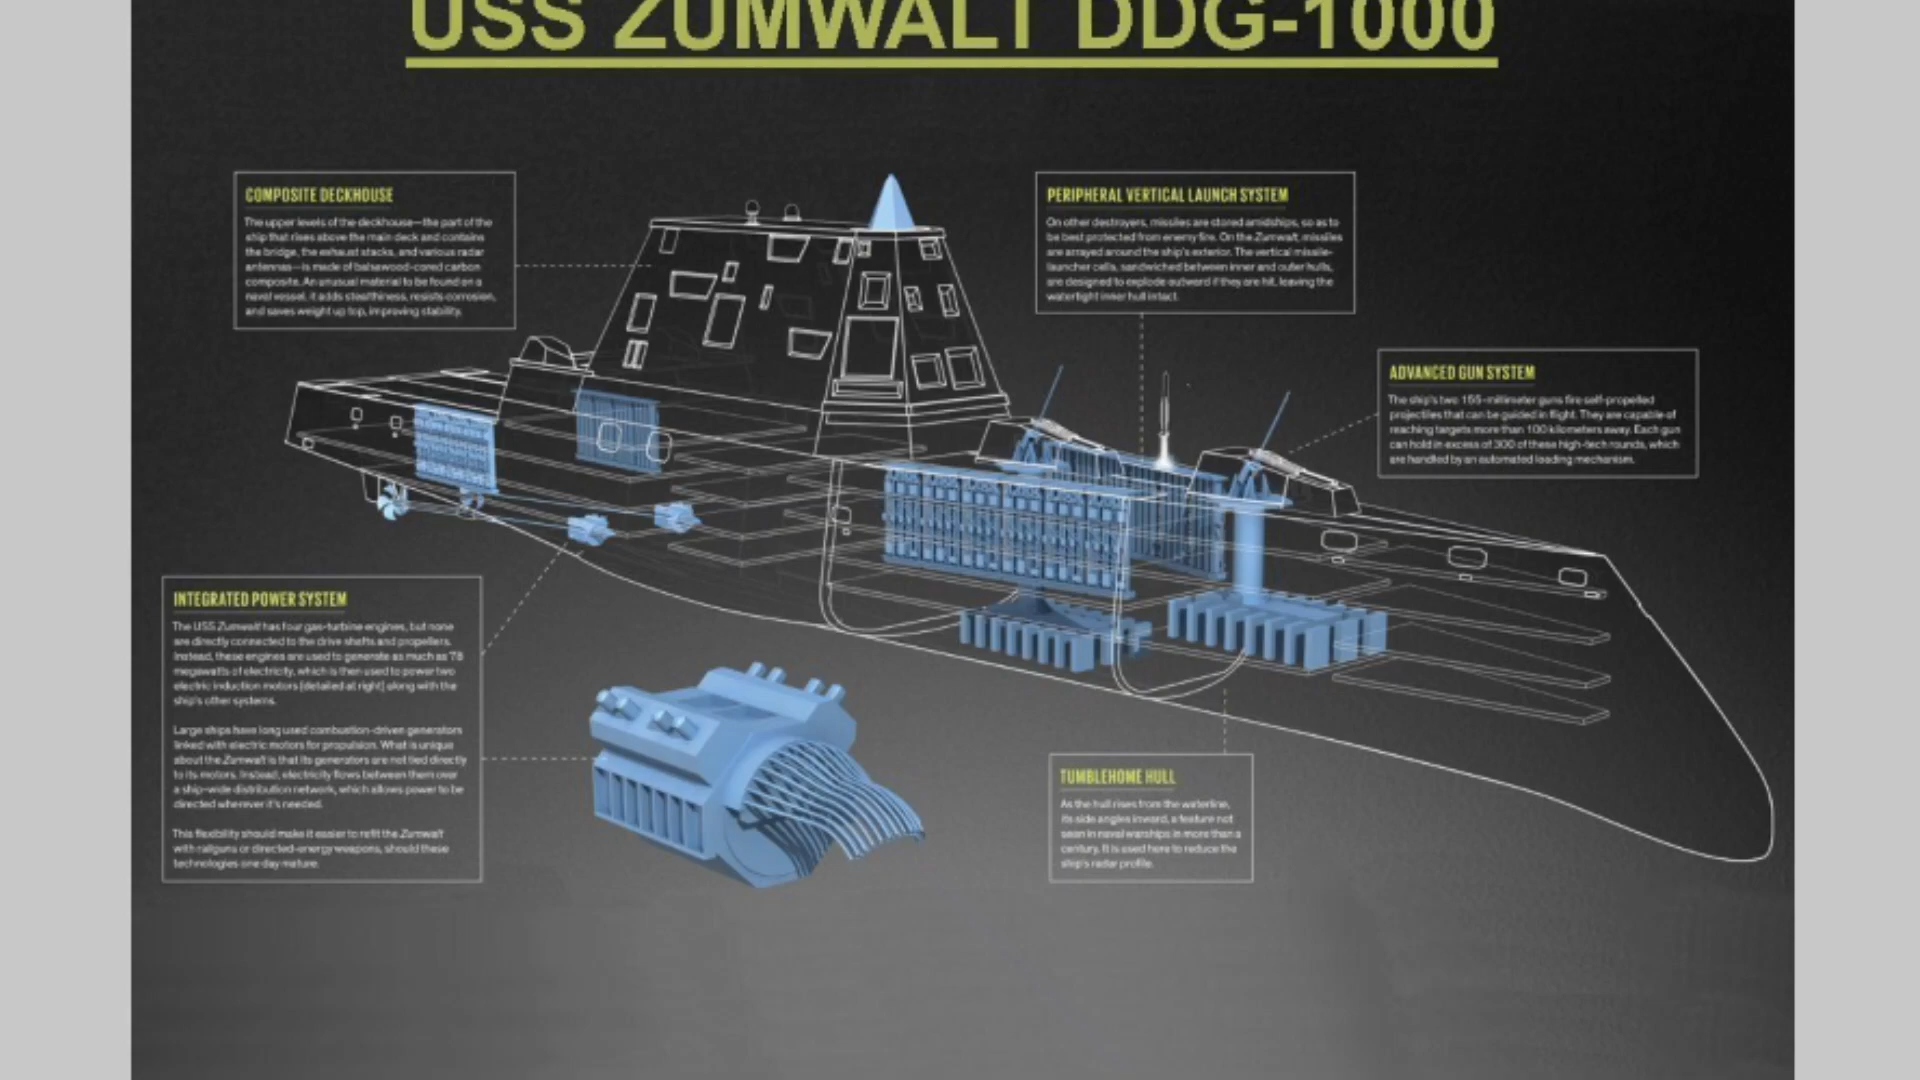 USS ZUMWALT DDG-1000
COMPOSITE DECKHOUSE
The upper levels of the deckhouse—the part of the
ship that rises above the main deck and contains
the bridge, the exhaust stacks, and various radar
antennas—is made of balsawood-cored carbon
composite. An unusual material to be found on a
naval vessel, it adds stealthiness, resists corrosion,
and saves weight up top, improving stability.
PERIPHERAL VERTICAL LAUNCH SYSTEM
On other destroyers, missiles are stored amidships, so as to
be best protected from enemy fire. On the Zumwalt, missiles
are arrayed around the ship's exterior. The vertical missile-
launcher cells, sandwiched between inner and outer hulls,
are designed to explode outward if they are hit, leaving the
watertight inner hull intact.
ADVANCED GUN SYSTEM
The ship's two 155-millimeter guns fire self-propelled
projectiles that can be guided in flight. They are capable of
reaching targets more than 100 kilometers away. Each gun
can hold in excess of 300 of these high-tech rounds, which
are handled by an automated loading mechanism.
INTEGRATED POWER SYSTEM
The USS Zumwalt has four gas-turbine engines, but none
are directly connected to the drive shafts and propellers.
Instead, these engines are used to generate as much as 78
megawatts of electricity, which is then used to power two
electric induction motors (detailed at right) along with the
ship's other systems.
Large ships have long used combustion-driven generators
linked with electric motors for propulsion. What is unique
about the Zumwalt is that its generators are not tied directly
to its motors. Instead, electricity flows between them over
a ship-wide distribution network, which allows power to be
directed wherever it's needed.
This flexibility should make it easier to refit the Zumwalt
with railguns or directed-energy weapons, should these
technologies one day mature.
TUMBLEHOME HULL
As the hull rises from the waterline,
its side angles inward, a feature not
seen in naval warships in more than a
century. It is used here to reduce the
ship's radar profile.